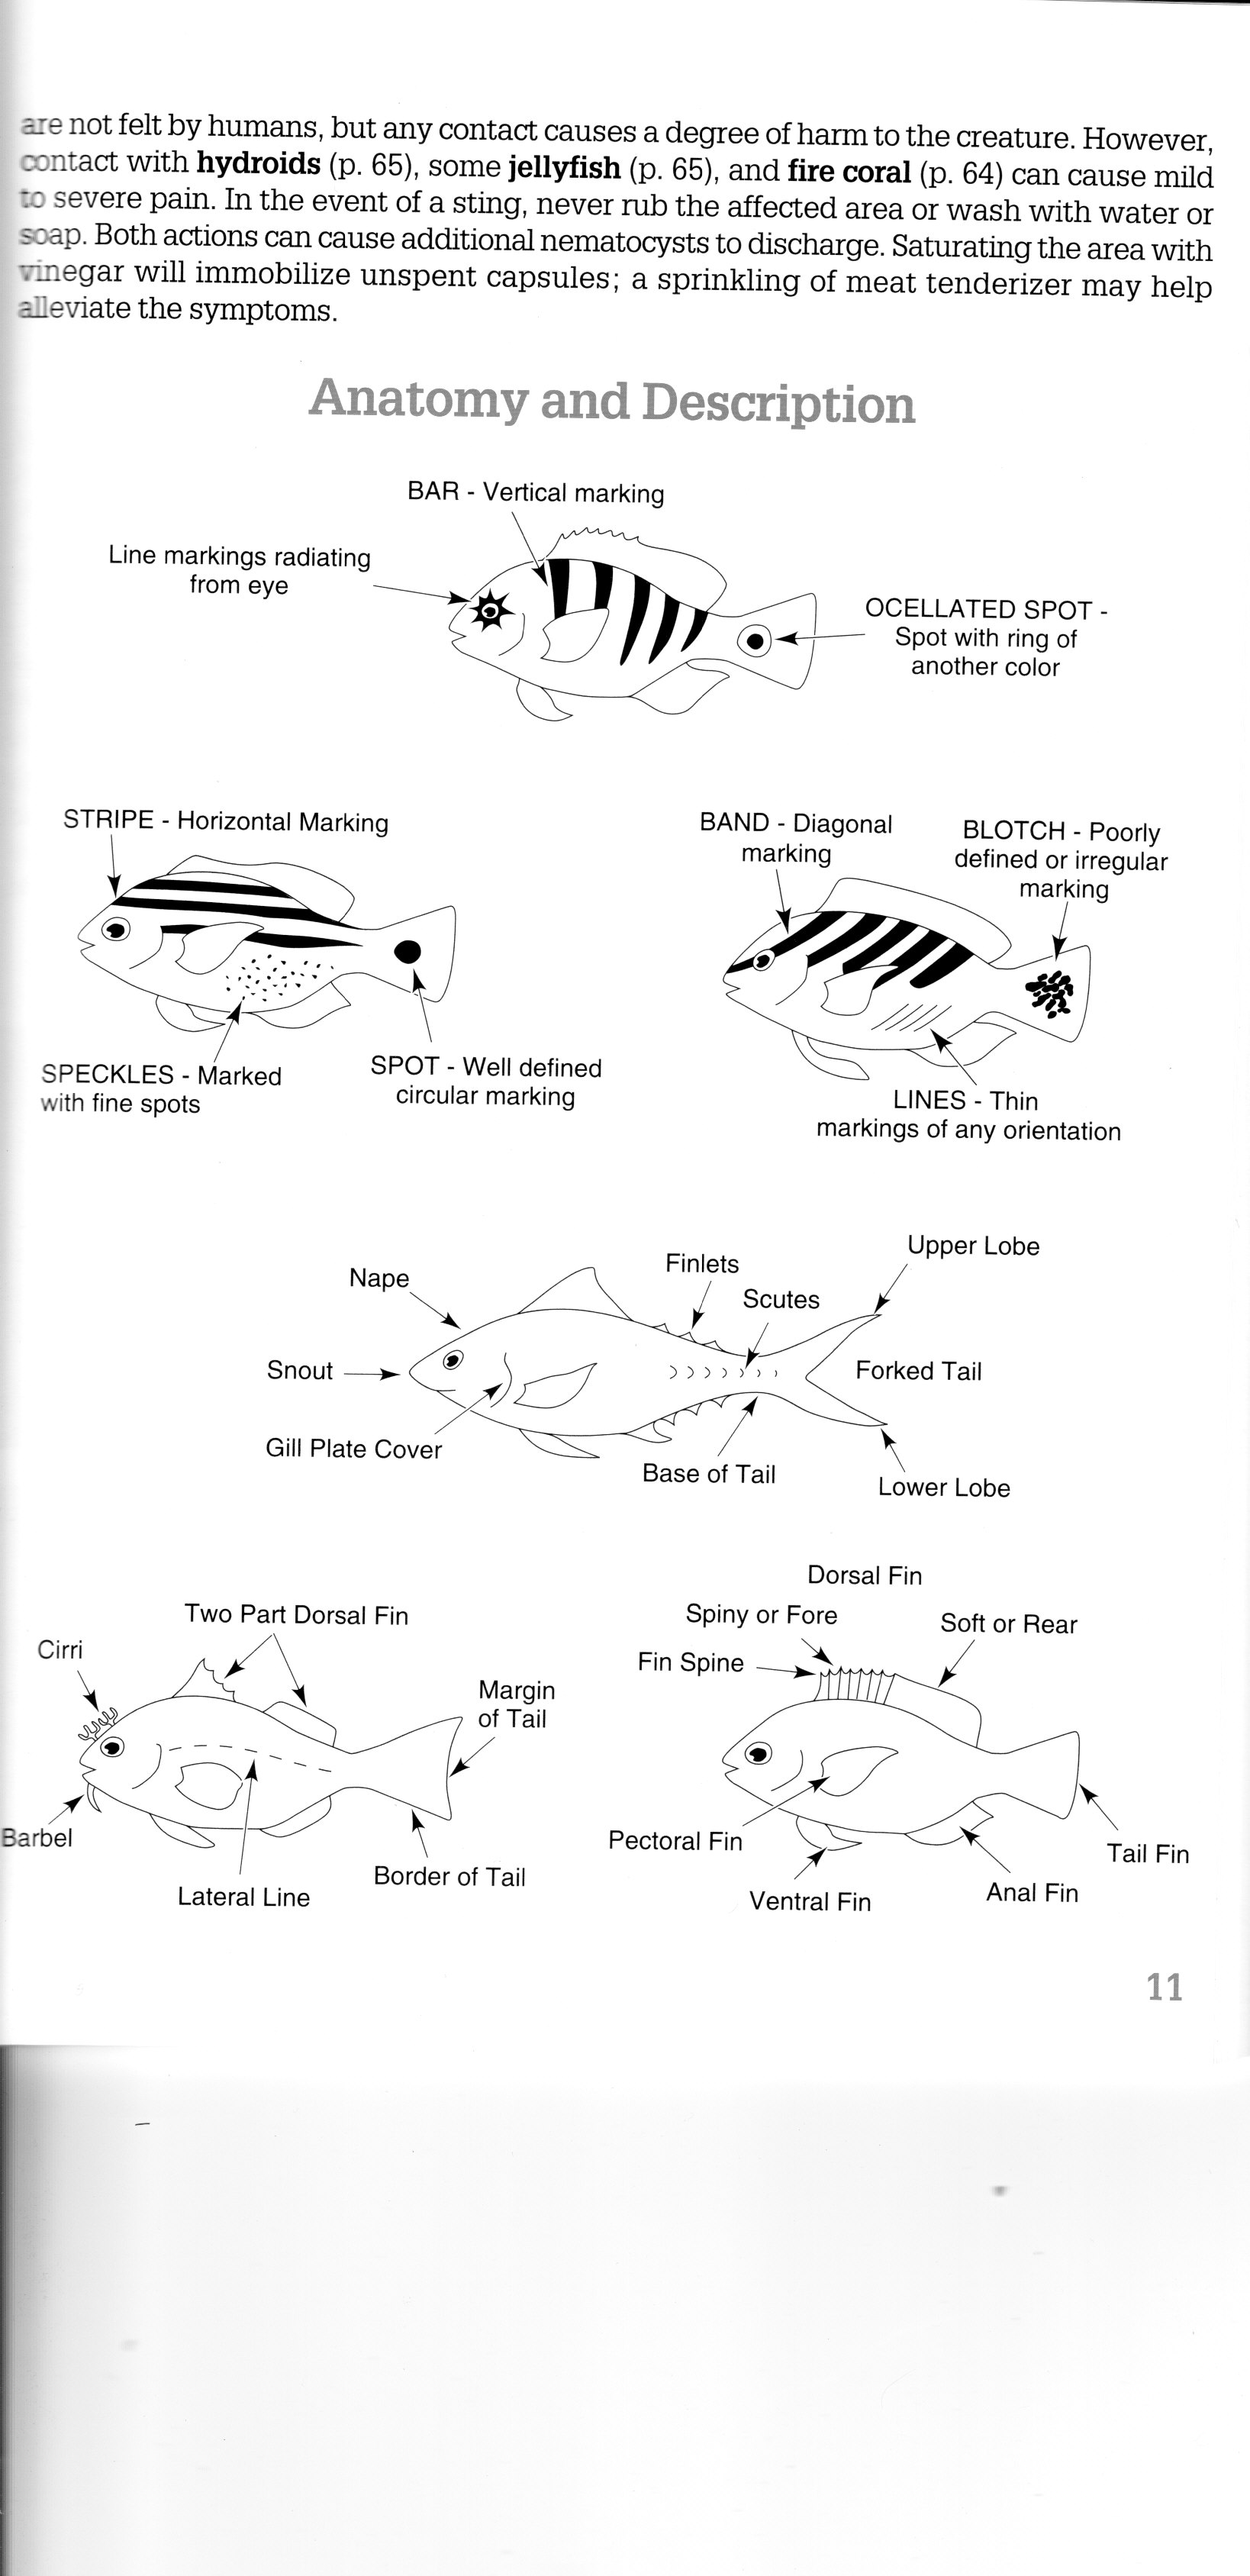 are not felt by humans, but any contact causes a degree of harm to the creature. However,
contact with hydroids (p. 65), some jellyfish (p. 65), and fire coral (p. 64) can cause mild
to severe pain. In the event of a sting, never rub the affected area or wash with water or
soap. Both actions can cause additional nematocysts to discharge. Saturating the area with
vinegar will immobilize unspent capsules; a sprinkling of meat tenderizer may help
alleviate the symptoms.
Anatomy and Description
BAR - Vertical marking
Line markings radiating
from eye
OCELLATED SPOT -
Spot with ring of
another color
STRIPE - Horizontal Marking
SPECKLES - Marked
with fine spots
SPOT - Well defined
circular marking
BAND - Diagonal
marking
BLOTCH - Poorly
defined or irregular
marking
LINES - Thin
markings of any orientation
Nape
Finlets
Scutes
Upper Lobe
Snout
Forked Tail
Gill Plate Cover
Base of Tail
Lower Lobe
Two Part Dorsal Fin
Cirri
Margin
of Tail
Barbel
Lateral Line
Border of Tail
Dorsal Fin
Spiny or Fore
Soft or Rear
Fin Spine
Pectoral Fin
Ventral Fin
Anal Fin
Tail Fin
11